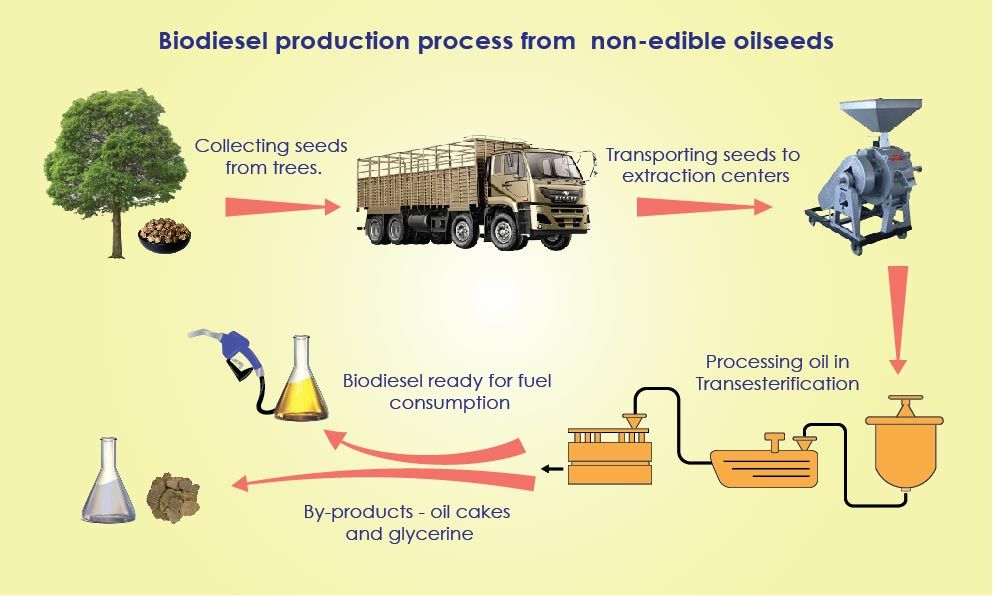 Biodiesel production process from non-edible oilseeds
Collecting seeds
from trees.
Transporting seeds to
extraction centers
Processing oil in
Transesterification
Biodiesel ready for fuel
consumption
By-products - oil cakes
and glycerine